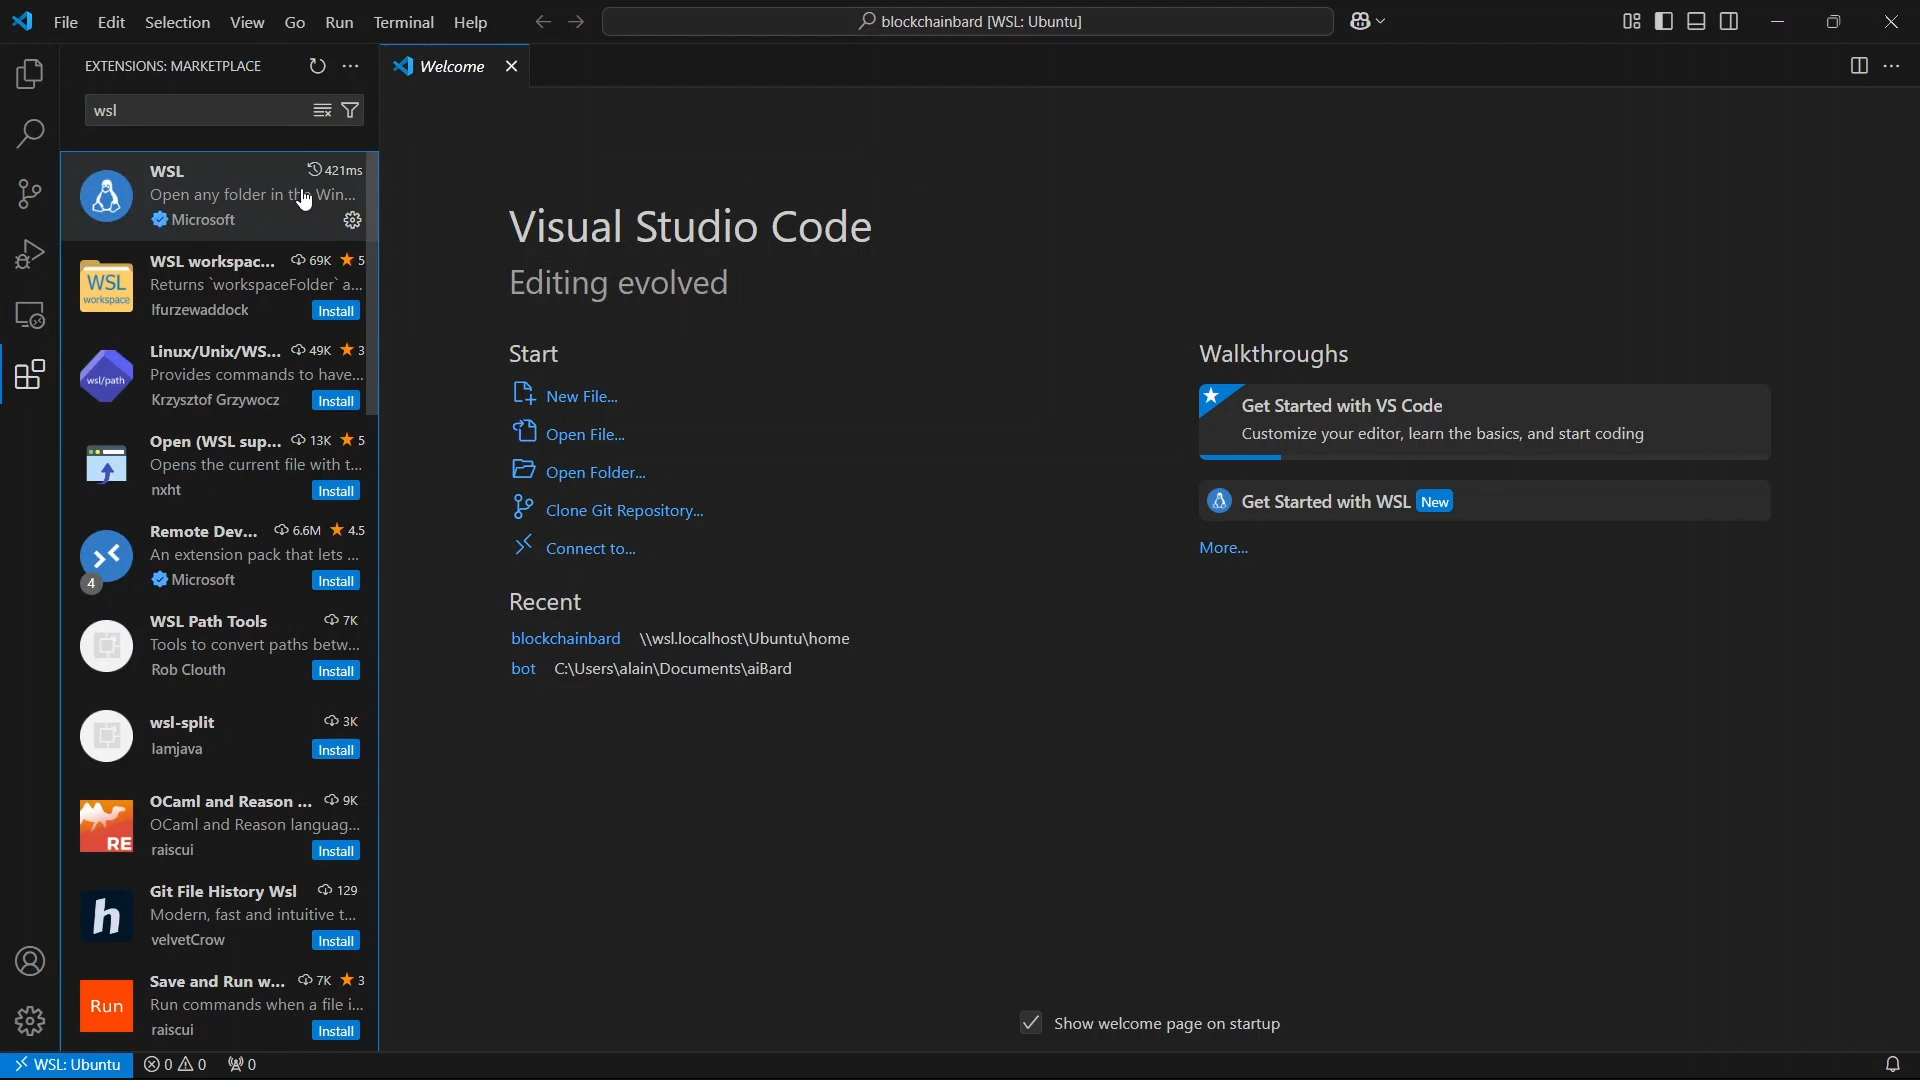 File Edit Selection View Go Run Terminal Help
blockchainbard [WSL: Ubuntu]
EXTENSIONS: MARKETPLACE
wsl
WSL 421ms
Open any folder in the Win...
Microsoft
WSL workspac... 69K 5
WSL workspace
Returns `workspaceFolder` a...
lfurzewaddock Install
Linux/Unix/WS... 49K 3
wsl/path
Provides commands to have...
Krzysztof Grzywocz Install
Open (WSL sup... 13K 5
Opens the current file with t...
nxht Install
Remote Dev... 6.6M 4.5
An extension pack that lets ...
4
Microsoft Install
WSL Path Tools 7K
Tools to convert paths betw...
Rob Clouth Install
wsl-split 3K
Iamjava Install
OCaml and Reason ... 9K
OCaml and Reason languag...
RE
raiscui Install
Git File History Wsl 129
h
Modern, fast and intuitive t...
velvetCrow Install
Save and Run w... 7K 3
Run
Run commands when a file i...
raiscui Install
Welcome
Visual Studio Code
Editing evolved
Start
New File...
Open File...
Open Folder...
Clone Git Repository...
Connect to...
Recent
blockchainbard \\wsl.localhost\Ubuntu\home
bot C:\Users\alain\Documents\aiBard
Walkthroughs
Get Started with VS Code
Customize your editor, learn the basics, and start coding
Get Started with WSL New
More...
Show welcome page on startup
WSL: Ubuntu 0 0 0